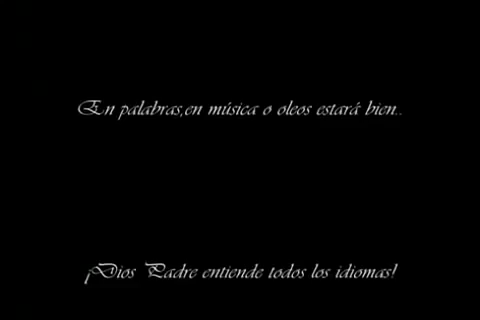 En palabras,en música o oleos estará bien..
¡Dios Padre entiende todos los idiomas!